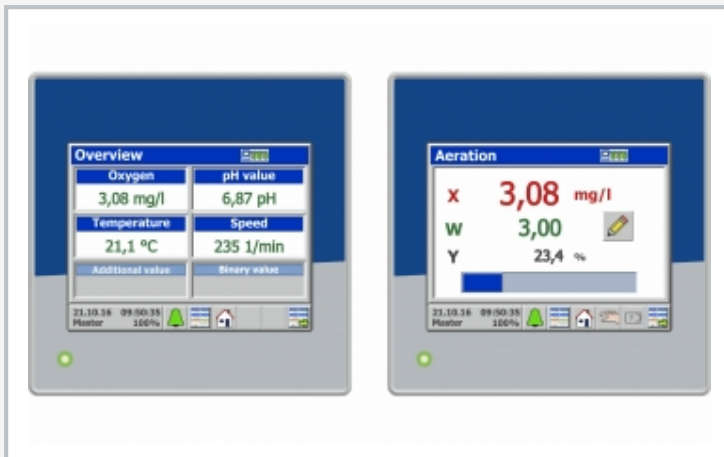 Overview
Oxygen
3,08 mg/l
pH value
6,87 pH
Temperature
21,1 ºC
Speed
235 1/min
Additional value
Binary value
21.10.16 09:50:35
Master 100%
Aeration
X 3,08 mg/l
W 3,00
Y 23,4 %
21.10.16 09:50:35
Master 100%